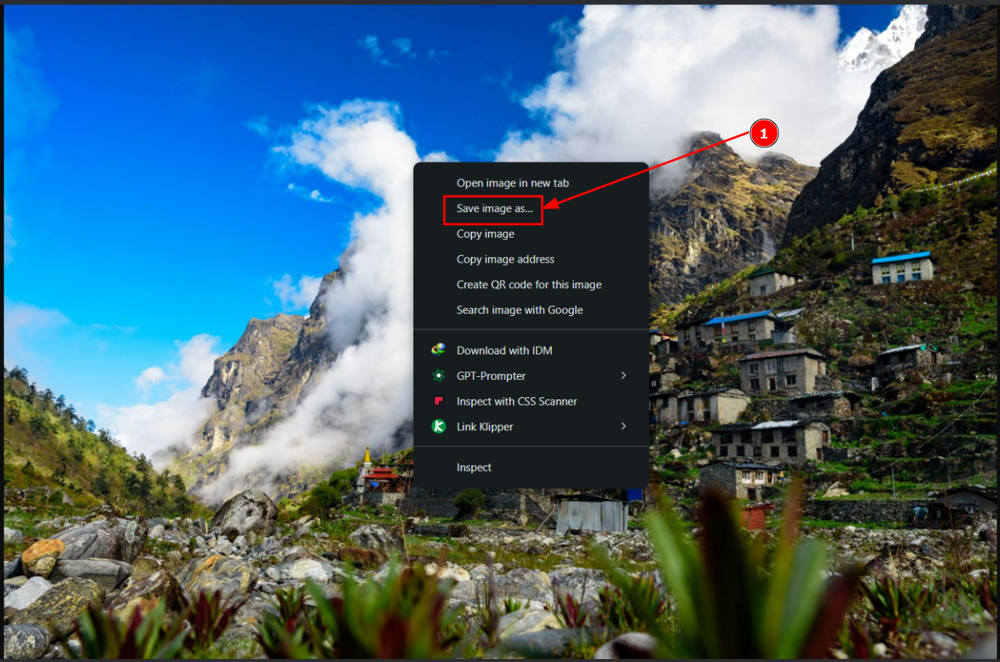 1
Open image in new tab
Save image as...
Copy image
Copy image address
Create QR code for this image
Search image with Google
Download with IDM
GPT-Prompter
Inspect with CSS Scanner
Link Klipper
Inspect